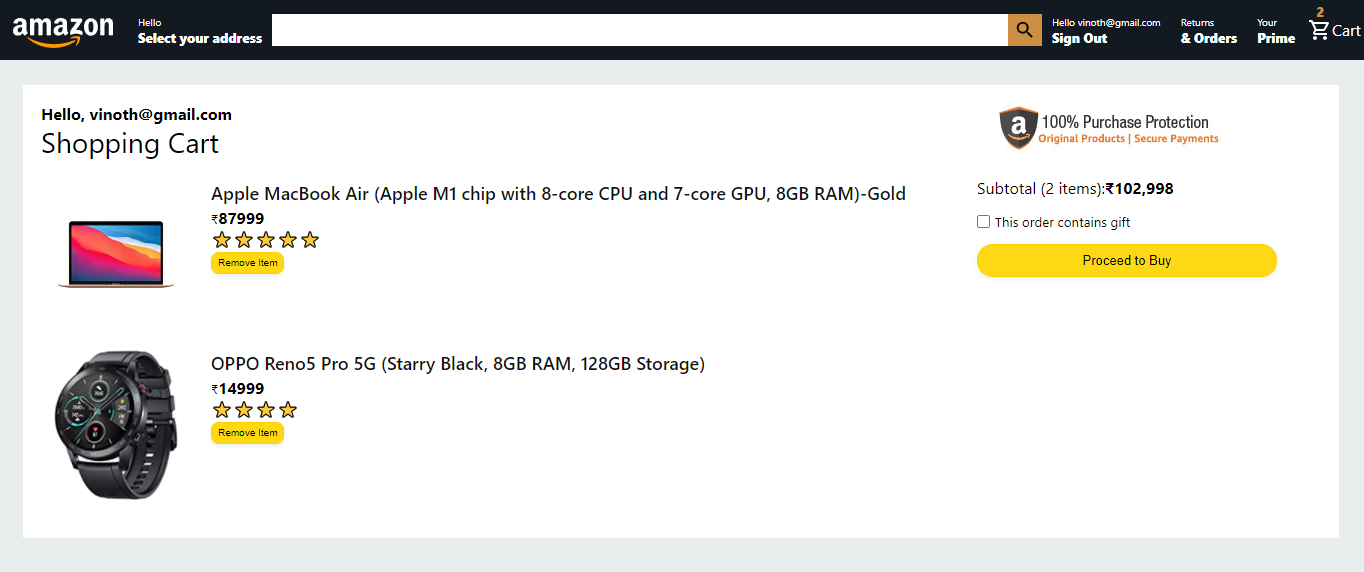 amazon
Hello
Select your address
Hello vinoth@gmail.com
Sign Out
Returns
& Orders
Your
Prime
2
Cart
Hello, vinoth@gmail.com
Shopping Cart
Apple MacBook Air (Apple M1 chip with 8-core CPU and 7-core GPU, 8GB RAM)-Gold
₹87999
Remove Item
OPPO Reno5 Pro 5G (Starry Black, 8GB RAM, 128GB Storage)
₹14999
Remove Item
a
100% Purchase Protection
Original Products | Secure Payments
Subtotal (2 items):₹102,998
This order contains gift
Proceed to Buy